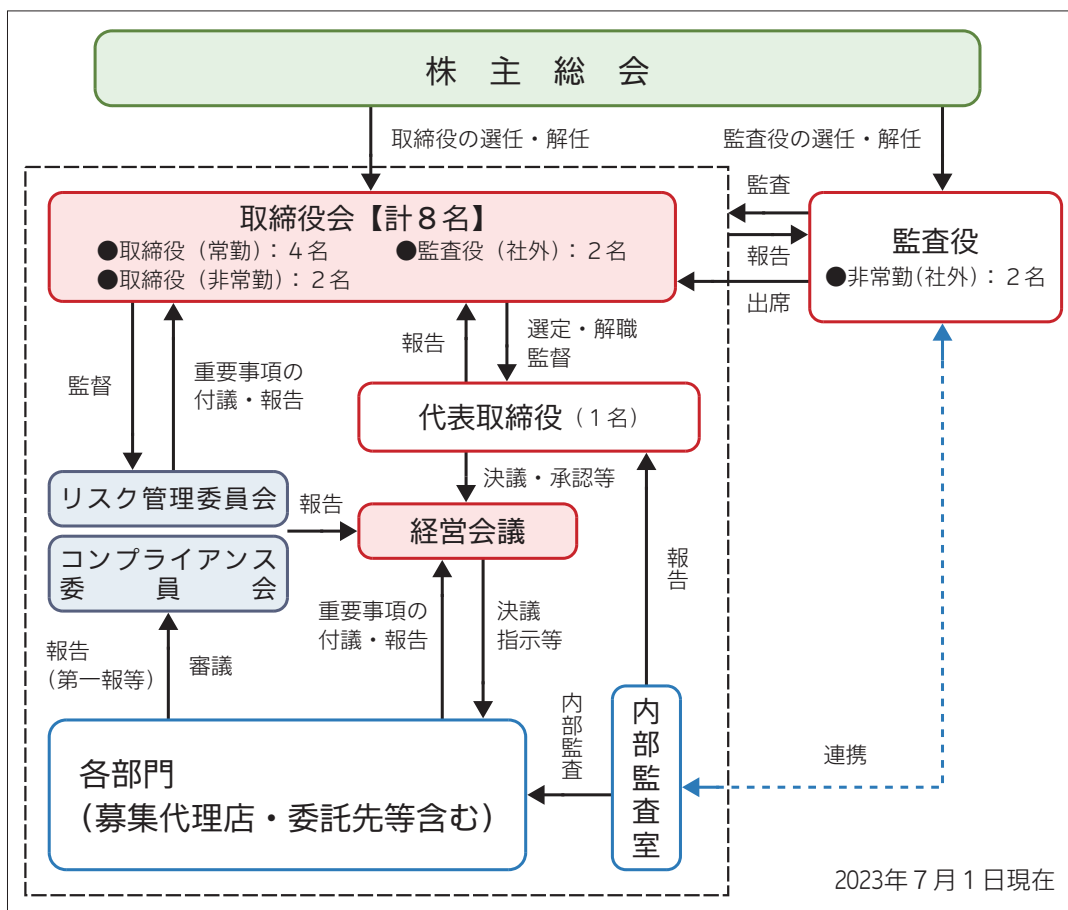 株主総会
取締役の選任・解任
監査役の選任・解任
取締役会【計8名】
●取締役（常勤）：4名
●監査役（社外）：2名
●取締役（非常勤）：2名
監査
報告
出席
監査役
●非常勤(社外)：2名
監督
重要事項の
付議・報告
報告
選定・解職
監督
代表取締役（1名）
決議・承認等
リスク管理委員会
コンプライアンス
委員会
報告
経営会議
報告
報告
（第一報等）
審議
重要事項の
付議・報告
決議
指示等
各部門
（募集代理店・委託先等含む）
内部監査
内部監査室
連携
2023年7月1日現在